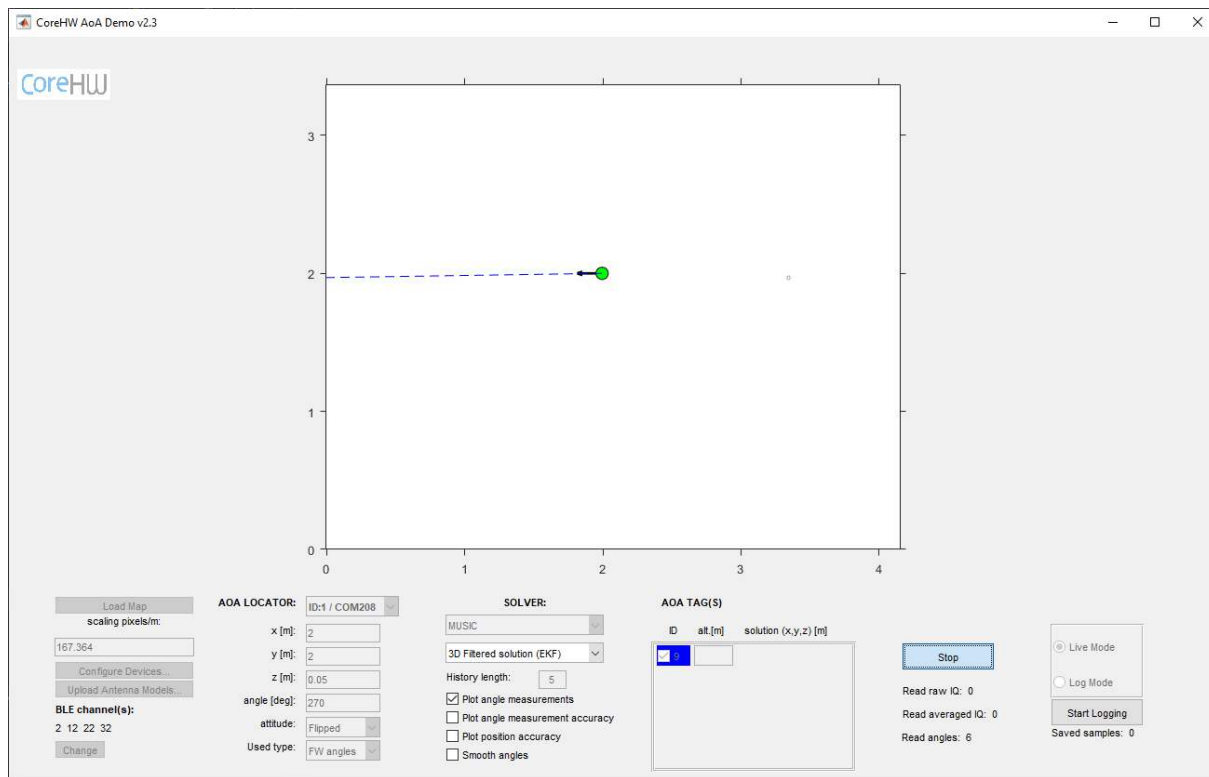 CoreHW AoA Demo v2.3
CoreHW
3
2
1
0
0 1 2 3 4
Load Map
scaling pixels/m:
167.364
Configure Devices...
Upload Antenna Models...
BLE channel(s):
2 12 22 32
Change
AOA LOCATOR: ID:1 / COM208
x [m]: 2
y [m]: 2
z [m]: 0.05
angle [deg]: 270
attitude: Flipped
Used type: FW angles
SOLVER:
MUSIC
3D Filtered solution (EKF)
History length: 5
Plot angle measurements
Plot angle measurement accuracy
Plot position accuracy
Smooth angles
AOA TAG(S)
ID alt.[m] solution (x,y,z) [m]
9
Stop
Read raw IQ: 0
Read averaged IQ: 0
Read angles: 6
Live Mode
Log Mode
Start Logging
Saved samples: 0